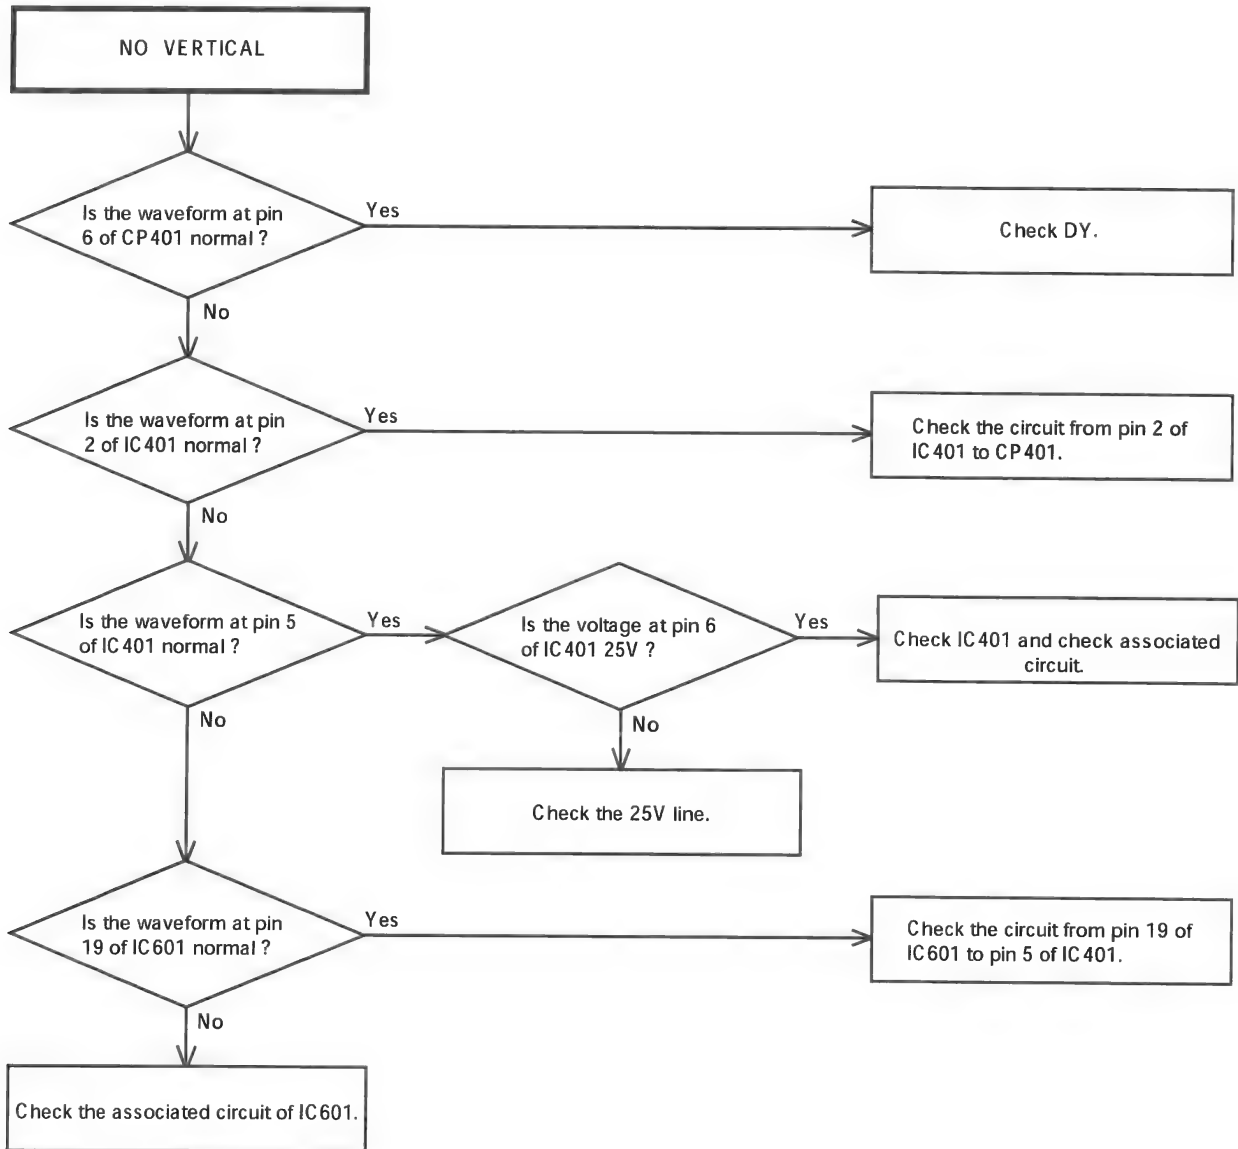 NO VERTICAL
Is the waveform at pin
6 of CP401 normal ?
Yes
Check DY.
No
Is the waveform at pin
2 of IC401 normal ?
Yes
Check the circuit from pin 2 of
IC401 to CP401.
No
Is the waveform at pin 5
of IC401 normal ?
Yes
Is the voltage at pin 6
of IC401 25V ?
Yes
Check IC401 and check associated
circuit.
No
No
Check the 25V line.
Is the waveform at pin
19 of IC601 normal ?
Yes
Check the circuit from pin 19 of
IC601 to pin 5 of IC401.
No
Check the associated circuit of IC601.